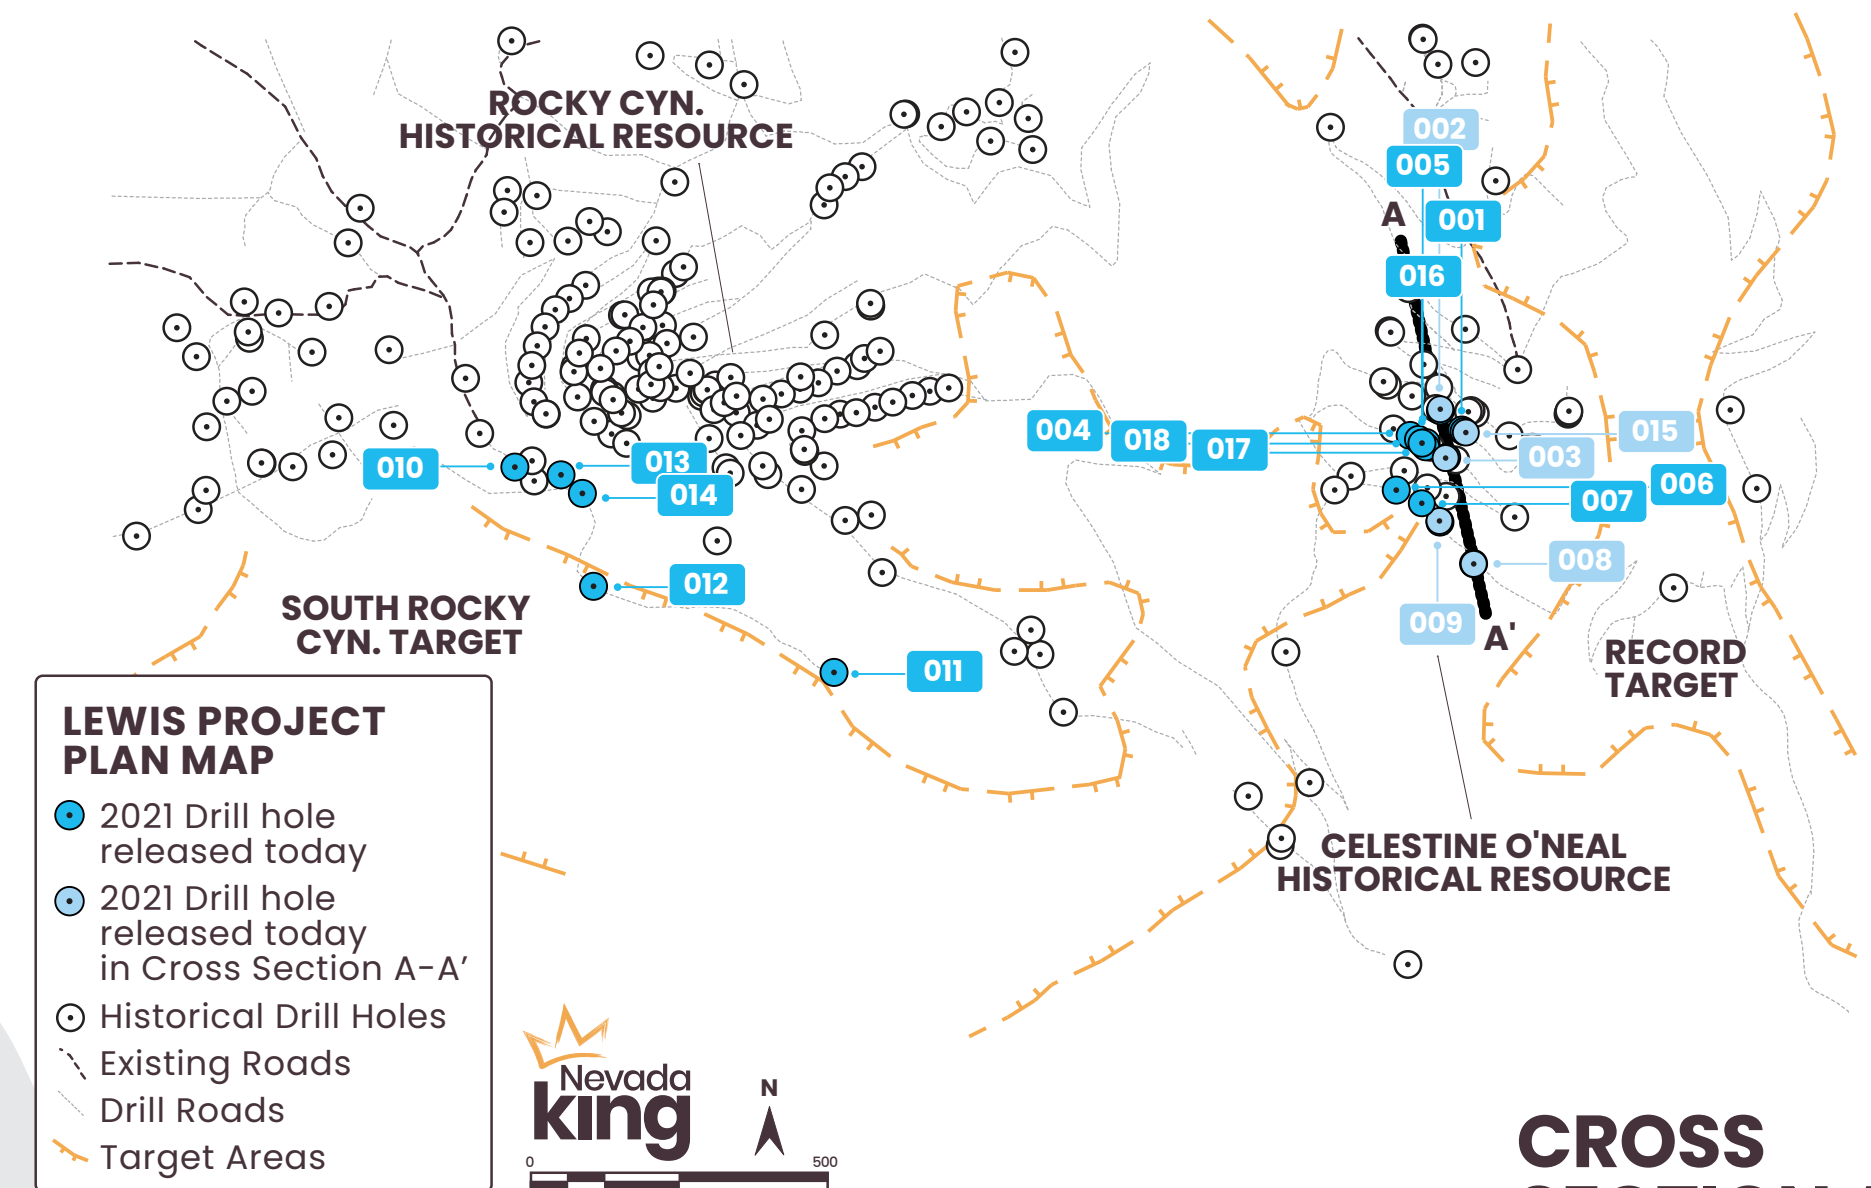 ROCKY CYN.
HISTORICAL RESOURCE
002
005
A
001
016
004
018
017
015
003
006
007
010
013
014
012
011
008
009
A'
SOUTH ROCKY
CYN. TARGET
RECORD
TARGET
CELESTINE O'NEAL
HISTORICAL RESOURCE
LEWIS PROJECT
PLAN MAP
2021 Drill hole
released today
2021 Drill hole
released today
in Cross Section A-A’
Historical Drill Holes
Existing Roads
Drill Roads
Target Areas
Nevada
king
N
0 500
CROSS